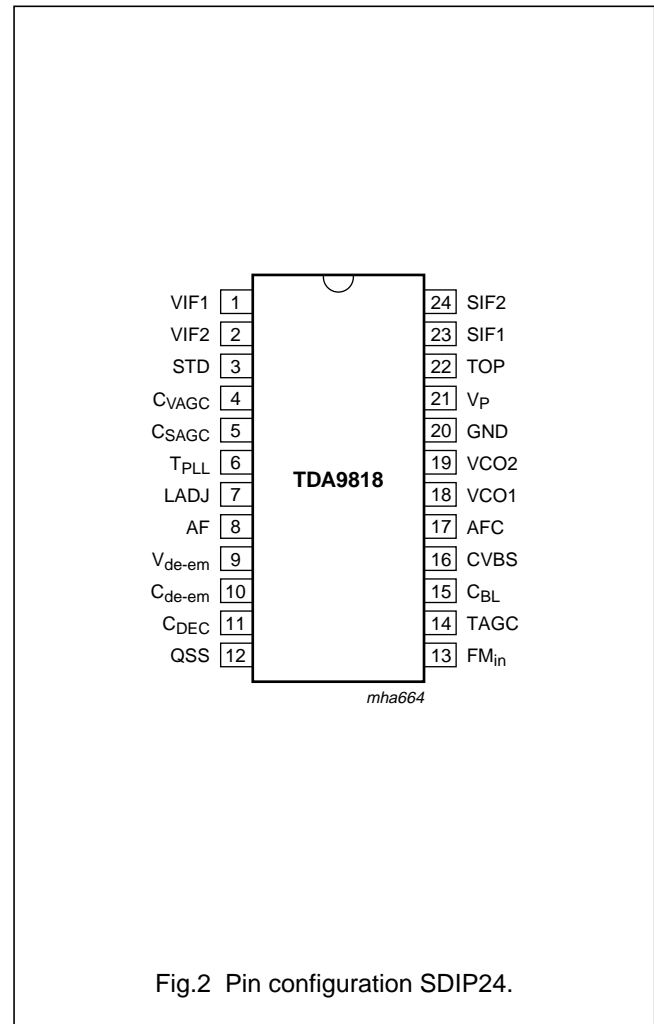 VIF1 1 24 SIF2
VIF2 2 23 SIF1
STD 3 22 TOP
CVAGC 4 21 VP
CSAGC 5 20 GND
TPLL 6 19 VCO2
TDA9818
LADJ 7 18 VCO1
AF 8 17 AFC
Vde-em 9 16 CVBS
Cde-em 10 15 CBL
CDEC 11 14 TAGC
QSS 12 13 FMin
mha664
Fig.2 Pin configuration SDIP24.